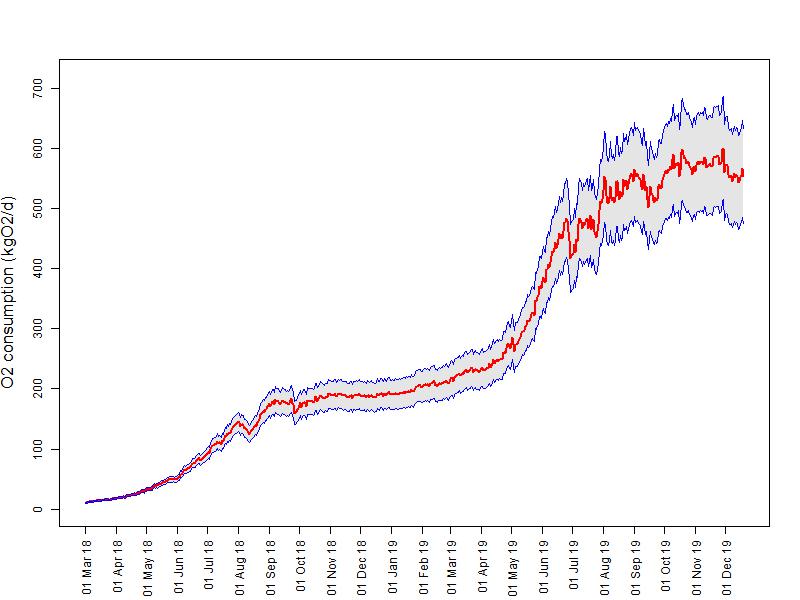 O2 consumption (kgO2/d)
700
600
500
400
300
200
100
0
01 Mar 18
01 Apr 18
01 May 18
01 Jun 18
01 Jul 18
01 Aug 18
01 Sep 18
01 Oct 18
01 Nov 18
01 Dec 18
01 Jan 19
01 Feb 19
01 Mar 19
01 Apr 19
01 May 19
01 Jun 19
01 Jul 19
01 Aug 19
01 Sep 19
01 Oct 19
01 Nov 19
01 Dec 19